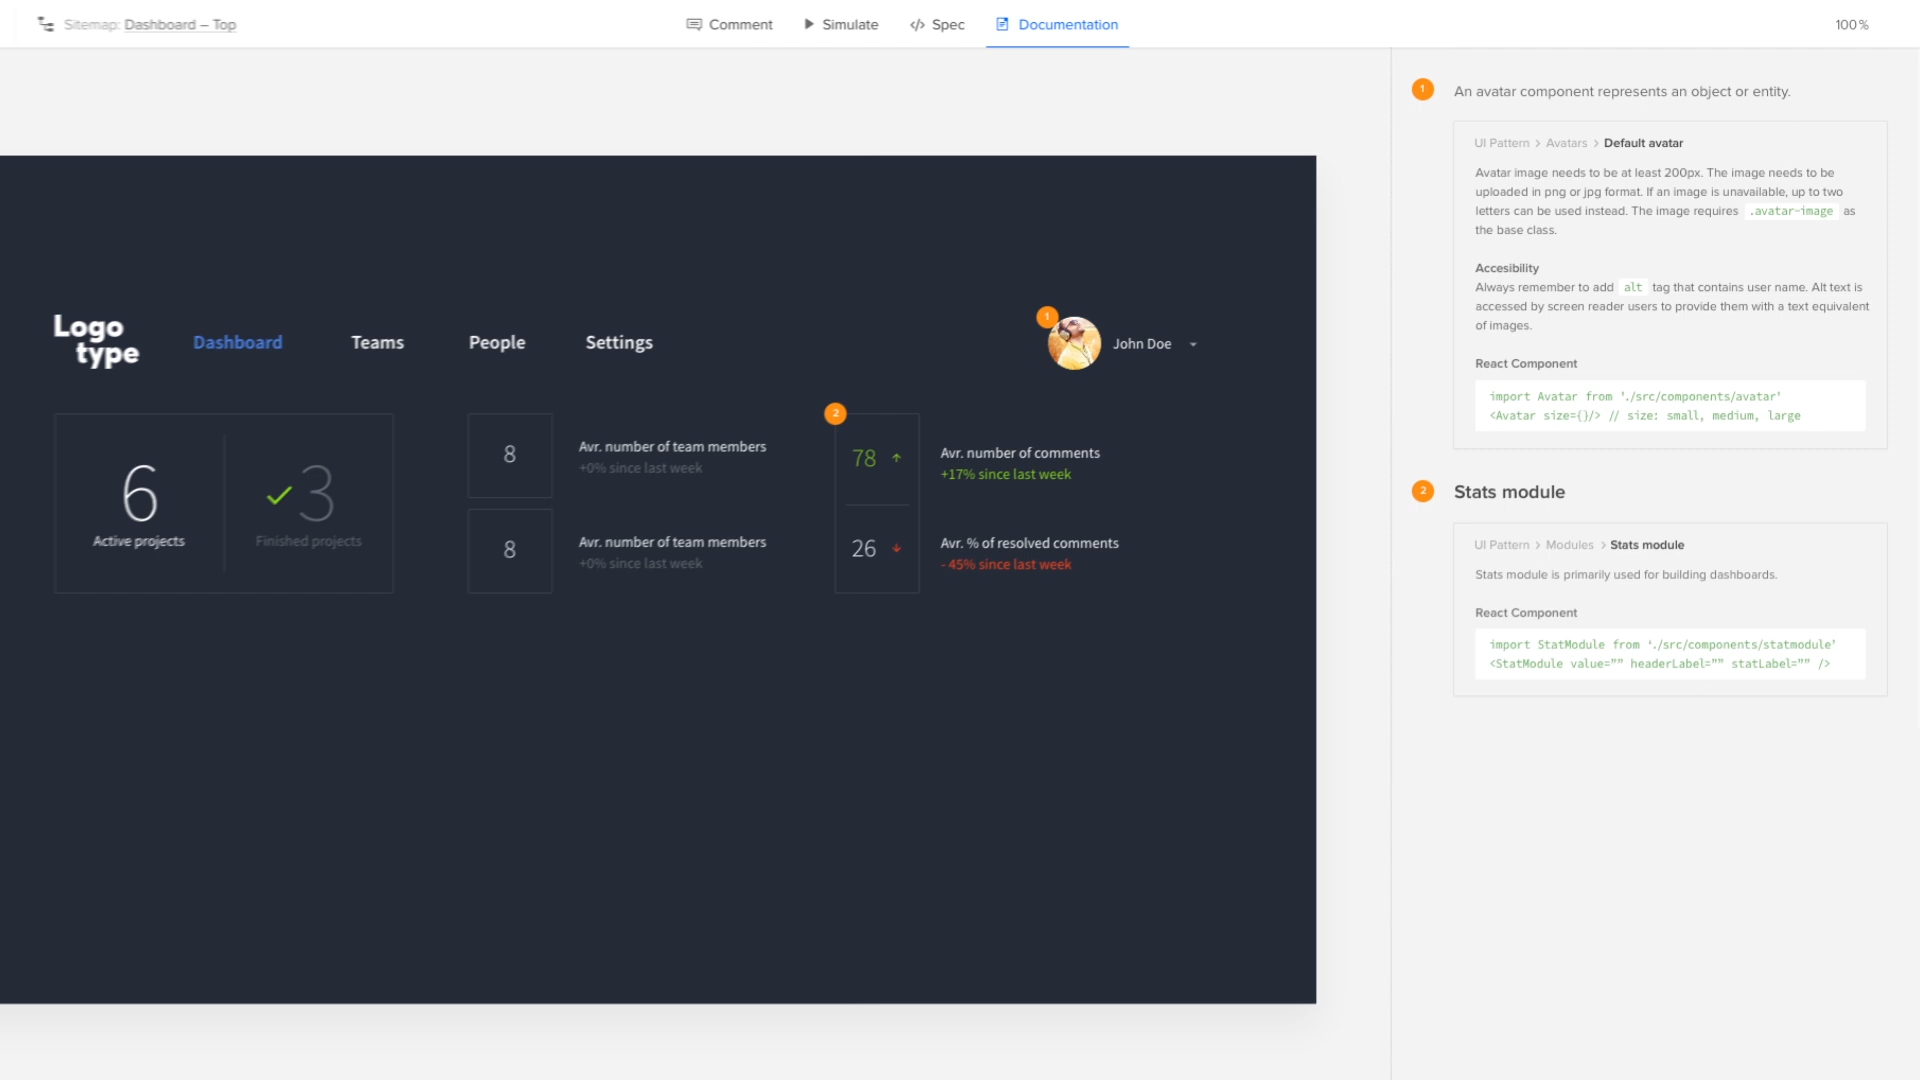 Sitemap: Dashboard – Top
Comment
Simulate
</> Spec
Documentation
100%
Logo
type
Dashboard
Teams
People
Settings
1
John Doe
6
Active projects
3
Finished projects
8
Avr. number of team members
+0% since last week
8
Avr. number of team members
+0% since last week
2
78
Avr. number of comments
+17% since last week
26
Avr. % of resolved comments
- 45% since last week
1
An avatar component represents an object or entity.
UI Pattern > Avatars > Default avatar
Avatar image needs to be at least 200px. The image needs to be
uploaded in png or jpg format. If an image is unavailable, up to two
letters can be used instead. The image requires .avatar-image as
the base class.
Accesibility
Always remember to add alt tag that contains user name. Alt text is
accessed by screen reader users to provide them with a text equivalent
of images.
React Component
import Avatar from './src/components/avatar'
<Avatar size={}/> // size: small, medium, large
2
Stats module
UI Pattern > Modules > Stats module
Stats module is primarily used for building dashboards.
React Component
import StatModule from ‘./src/components/statmodule’
<StatModule value=”” headerLabel=”” statLabel=”” />